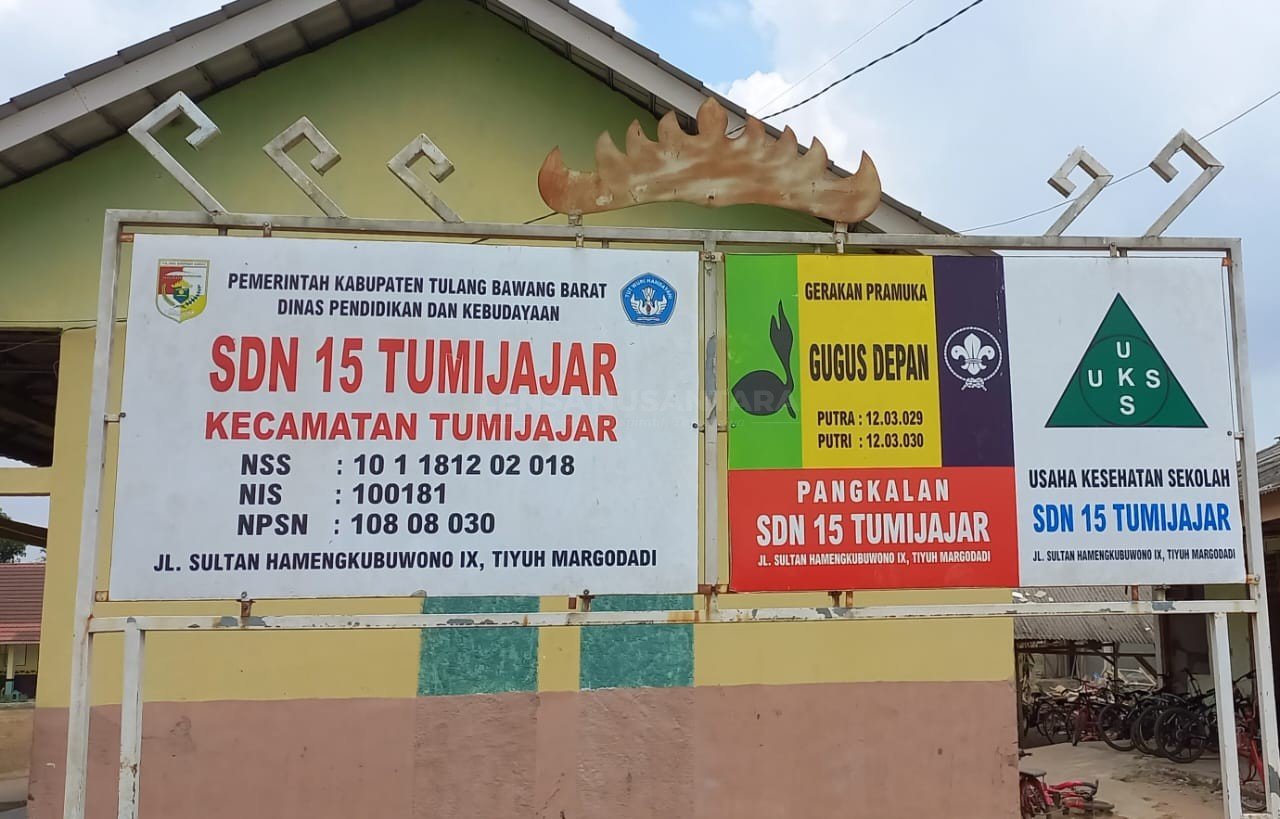 PEMERINTAH KABUPATEN TULANG BAWANG BARAT
DINAS PENDIDIKAN DAN KEBUDAYAAN
TUT WURI HANDAYANI
SDN 15 TUMIJAJAR
KECAMATAN TUMIJAJAR
NSS : 10 1 1812 02 018
NIS : 100181
NPSN : 108 08 030
JL. SULTAN HAMENGKUBUWONO IX, TIYUH MARGODADI
GERAKAN PRAMUKA
GUGUS DEPAN
PUTRA : 12.03.029
PUTRI : 12.03.030
PANGKALAN
SDN 15 TUMIJAJAR
JL. SULTAN HAMENGKUBUWONO IX, TIYUH MARGODADI
U
U K S
S
USAHA KESEHATAN SEKOLAH
SDN 15 TUMIJAJAR
JL. SULTAN HAMENGKUBUWONO IX, TIYUH MARGODADI